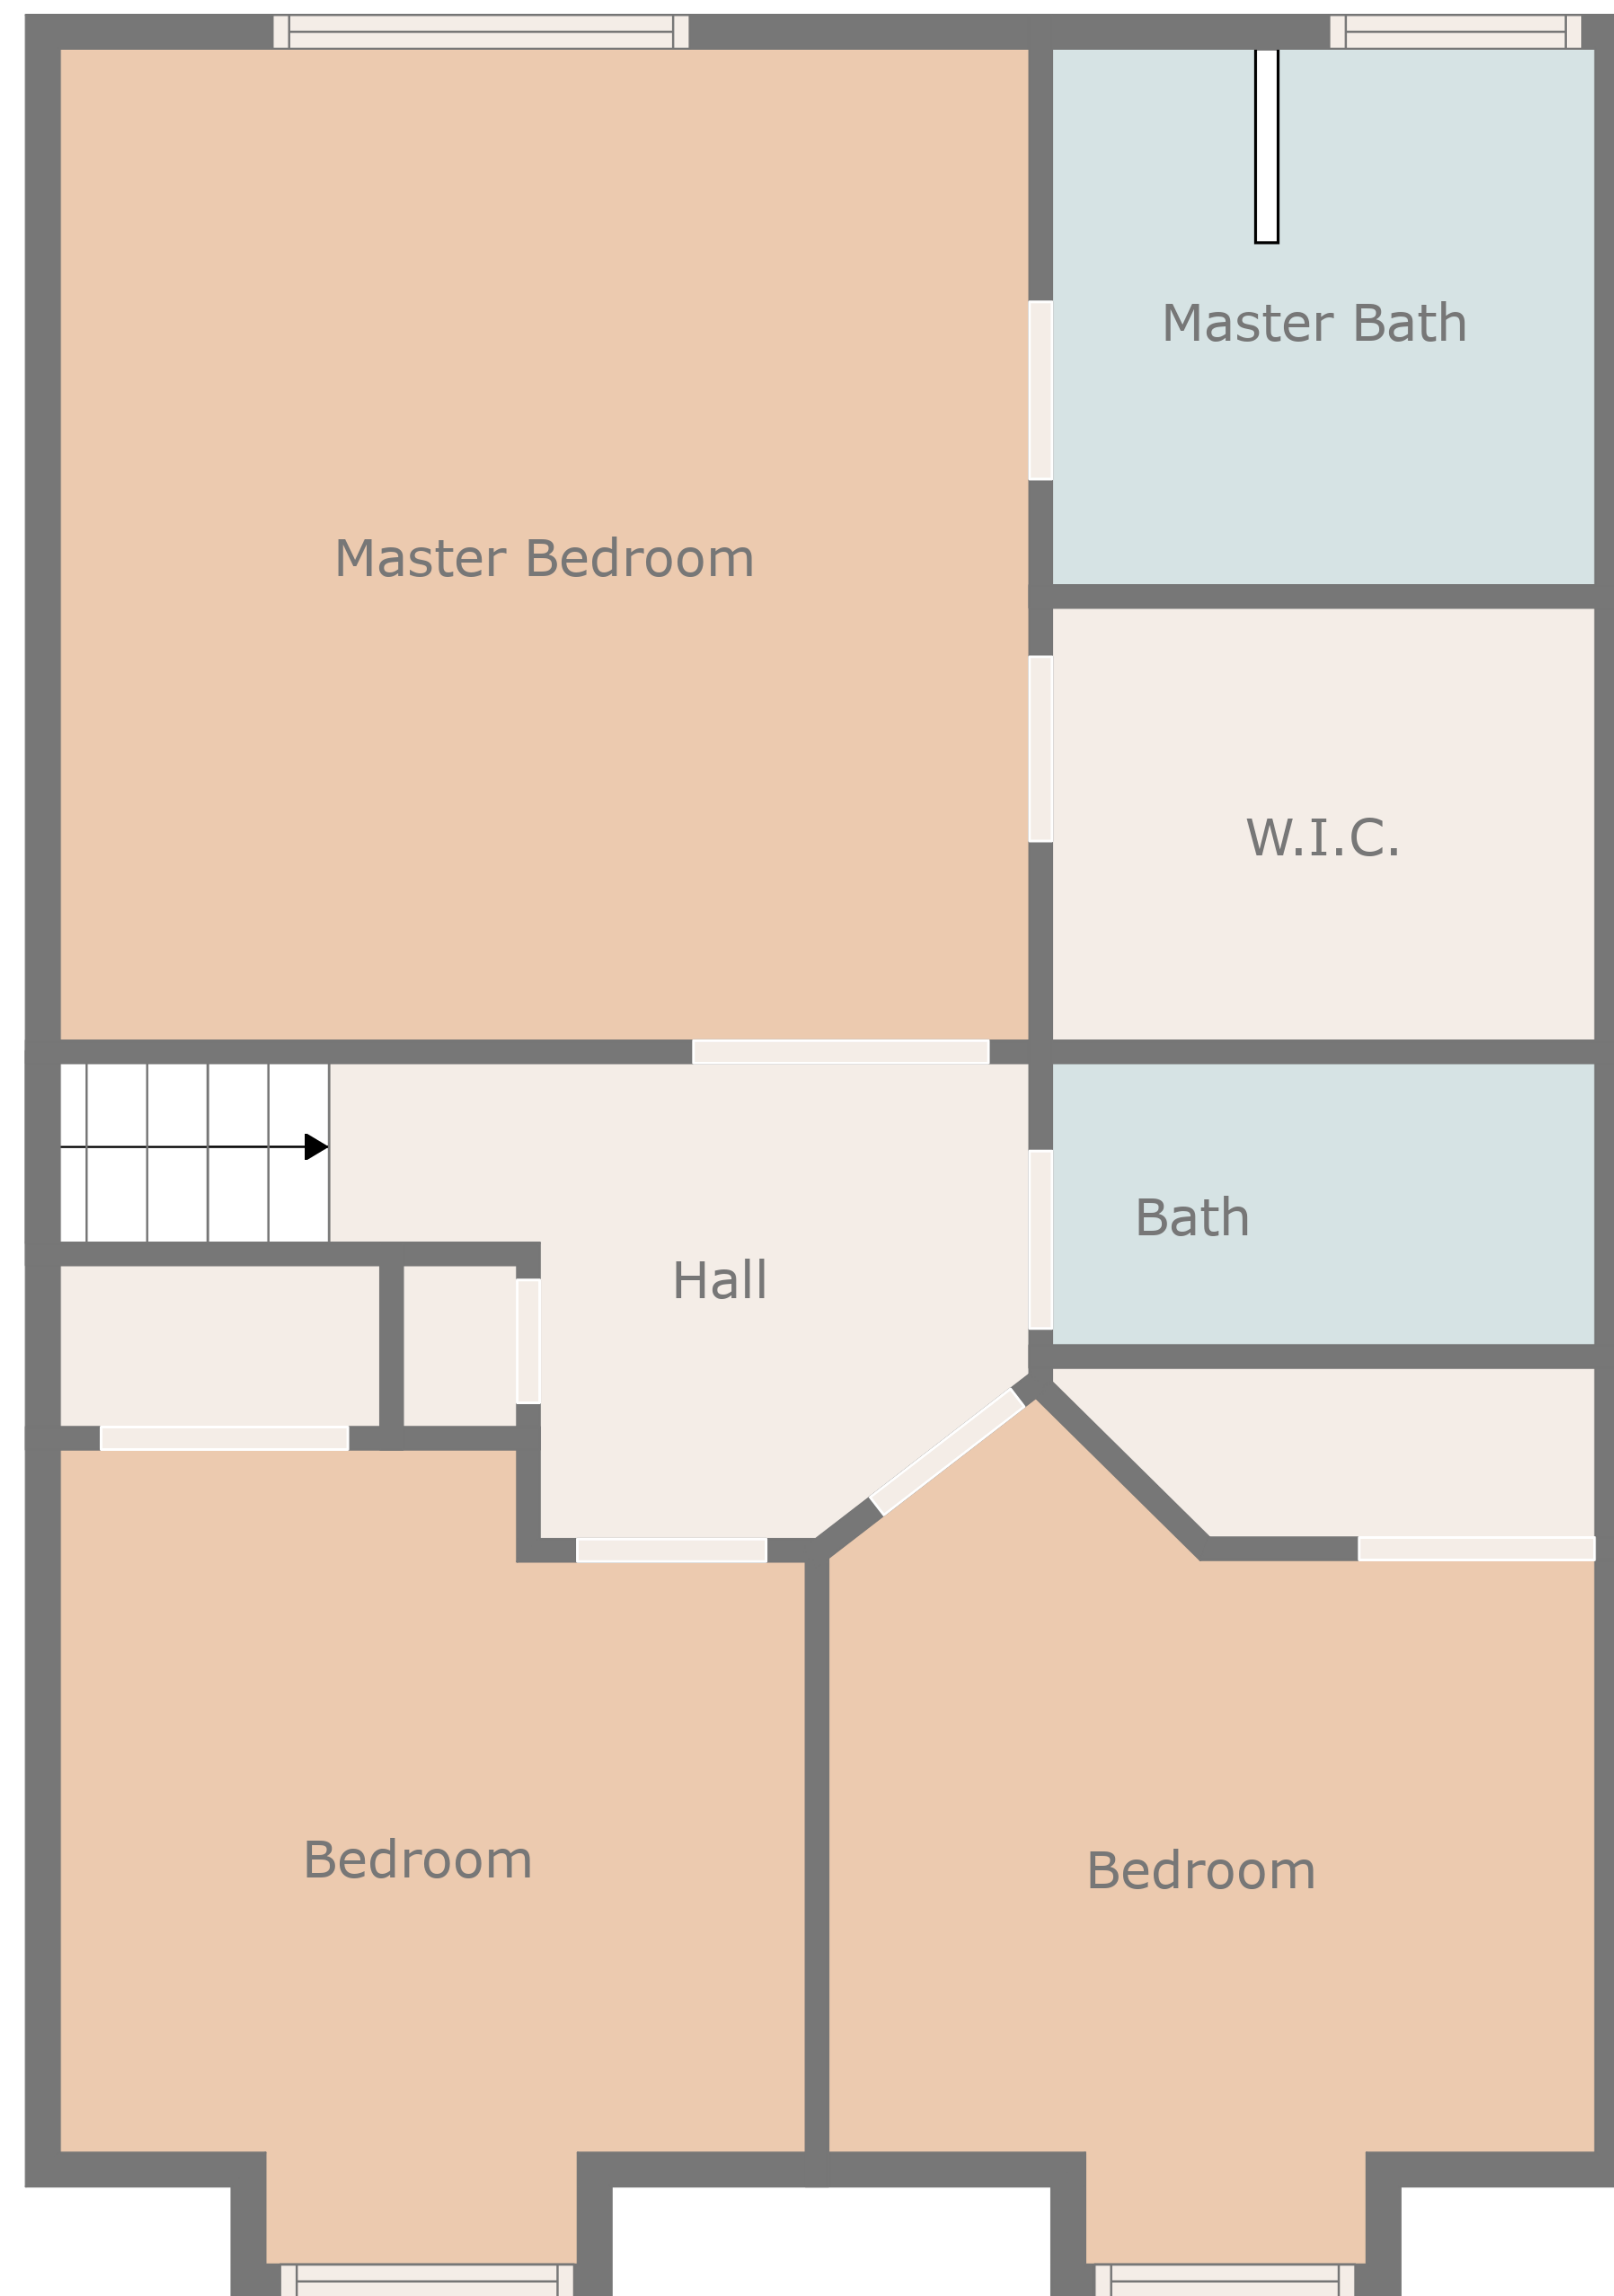 Master Bath
Master Bedroom
W.I.C.
Bath
Hall
Bedroom
Bedroom